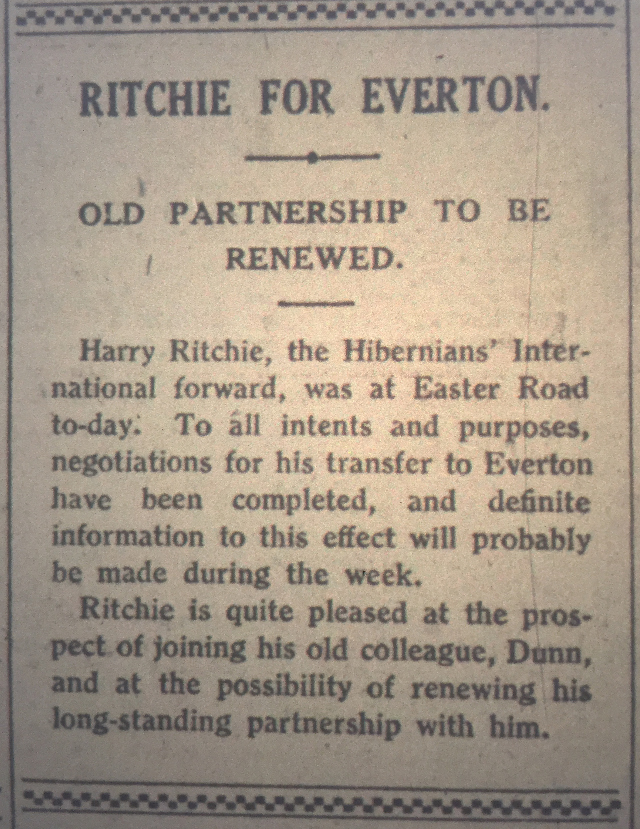 RITCHIE FOR EVERTON.
OLD PARTNERSHIP TO BE
RENEWED.
Harry Ritchie, the Hibernians' Inter-
national forward, was at Easter Road
to-day. To all intents and purposes,
negotiations for his transfer to Everton
have been completed, and definite
information to this effect will probably
be made during the week.
Ritchie is quite pleased at the pros-
pect of joining his old colleague, Dunn,
and at the possibility of renewing his
long-standing partnership with him.